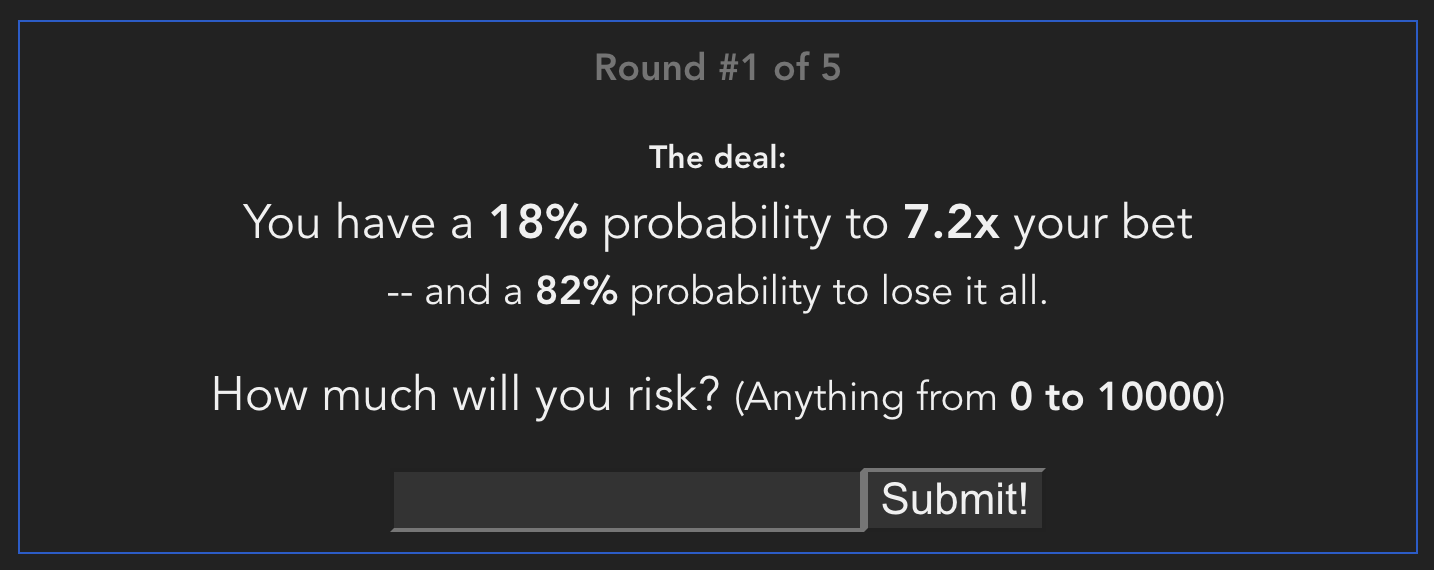 Round #1 of 5
The deal:
You have a 18% probability to 7.2x your bet
-- and a 82% probability to lose it all.
How much will you risk? (Anything from 0 to 10000)
Submit!